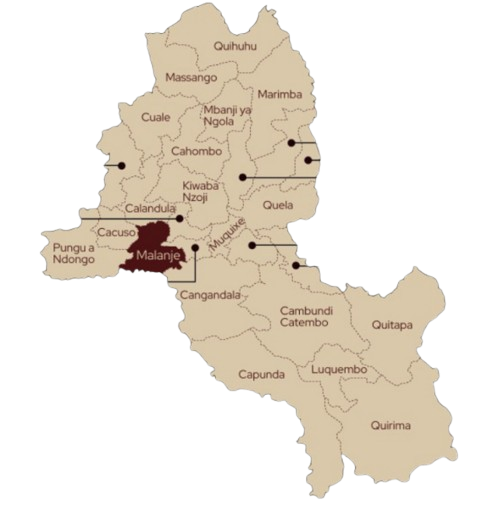 Quihuhu
Massango
Marimba
Mbanji ya
Ngola
Cuale
Cahombo
Kiwaba
Nzoji
Quela
Calandula
Cacuso
Muquixe
Pungu a
Ndongo
Malanje
Cangandala
Cambundi
Catembo
Quitapa
Capunda
Luquembo
Quirima